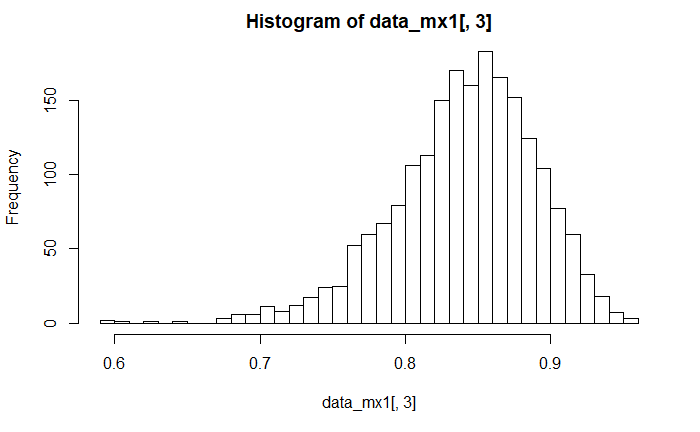 Histogram of data_mx1[, 3]
Frequency
150
100
50
0
0.6 0.7 0.8 0.9
data_mx1[, 3]